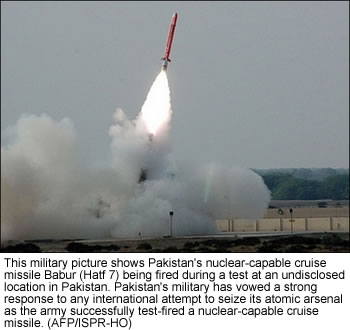 This military picture shows Pakistan's nuclear-capable cruise
missile Babur (Hatf 7) being fired during a test at an undisclosed
location in Pakistan. Pakistan's military has vowed a strong
response to any international attempt to seize its atomic arsenal
as the army successfully test-fired a nuclear-capable cruise
missile. (AFP/ISPR-HO)